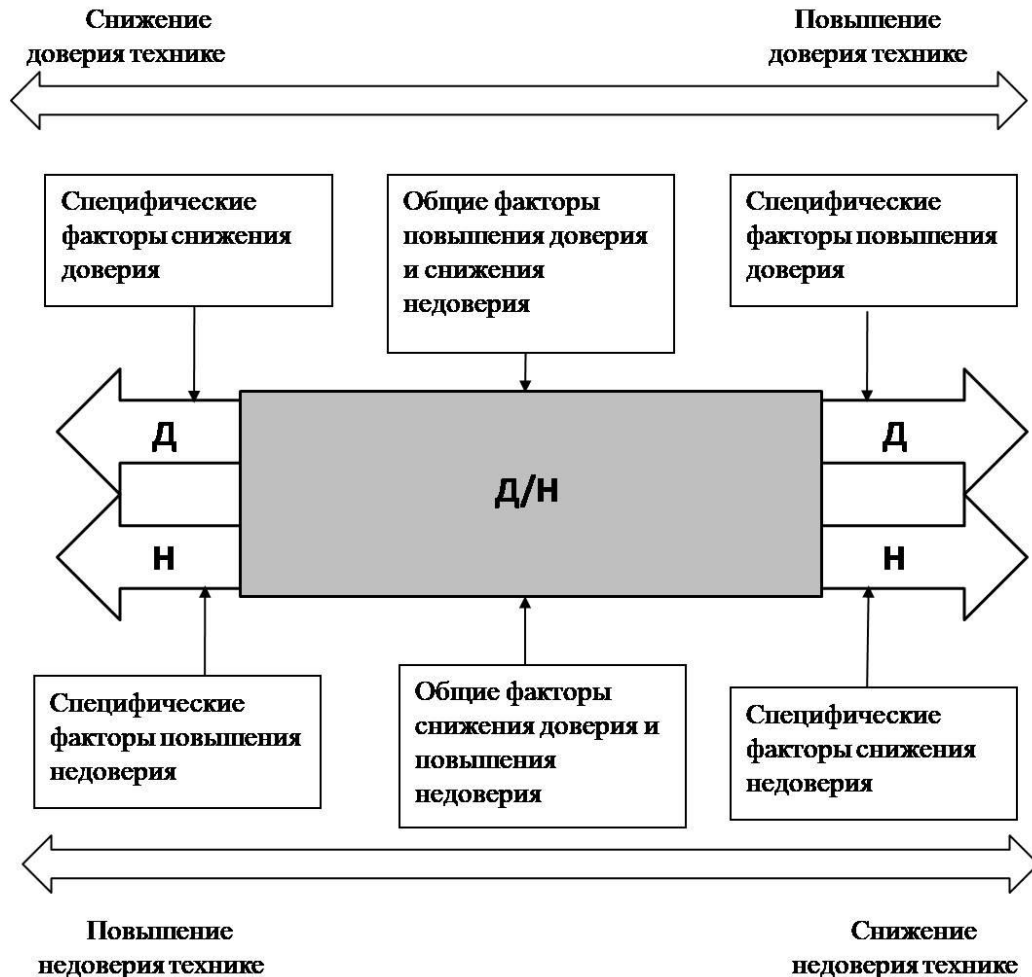 Снижение
доверия технике
Повышение
доверия технике
Специфические
факторы снижения
доверия
Общие факторы
повышения доверия
и снижения
недоверия
Специфические
факторы повышения
доверия
Д
Д
Д/Н
Н
Н
Специфические
факторы повышения
недоверия
Общие факторы
снижения доверия и
повышения
недоверия
Специфические
факторы снижения
недоверия
Повышение
недоверия технике
Снижение
недоверия технике